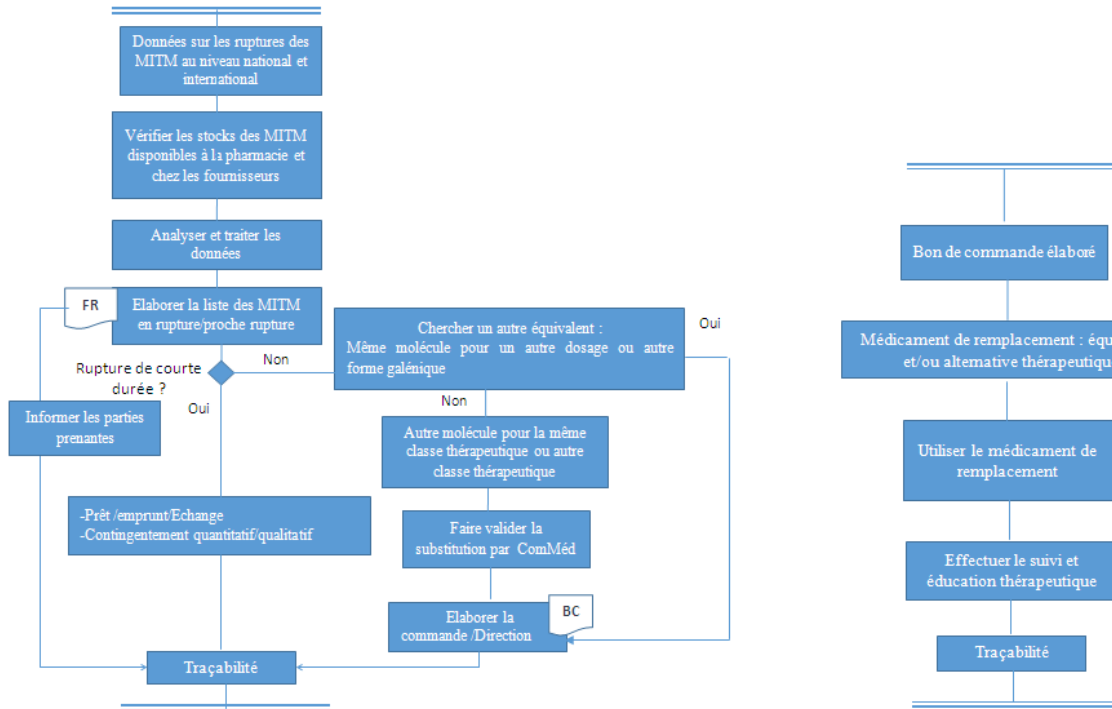 Données sur les ruptures des
MITM au niveau national et
international
Vérifier les stocks des MITM
disponibles à la pharmacie et
chez les fournisseurs
Analyser et traiter les
données
FR
Elaborer la liste des MITM
en rupture/proche rupture
Rupture de courte
durée ?
Non
Oui
Informer les parties
prenantes
-Prêt /emprunt/Echange
-Contingentement quantitatif/qualitatif
Chercher un autre équivalent :
Même molécule pour un autre dosage ou autre
forme galénique
Oui
Non
Autre molécule pour la même
classe thérapeutique ou autre
classe thérapeutique
Faire valider la
substitution par ComMéd
Elaborer la
commande /Direction
BC
Traçabilité
Bon de commande élaboré
Médicament de remplacement :
et/ou alternative
Utiliser le médicament de
remplacement
Effectuer le suivi et
éducation thérapeutique
Traçabilité